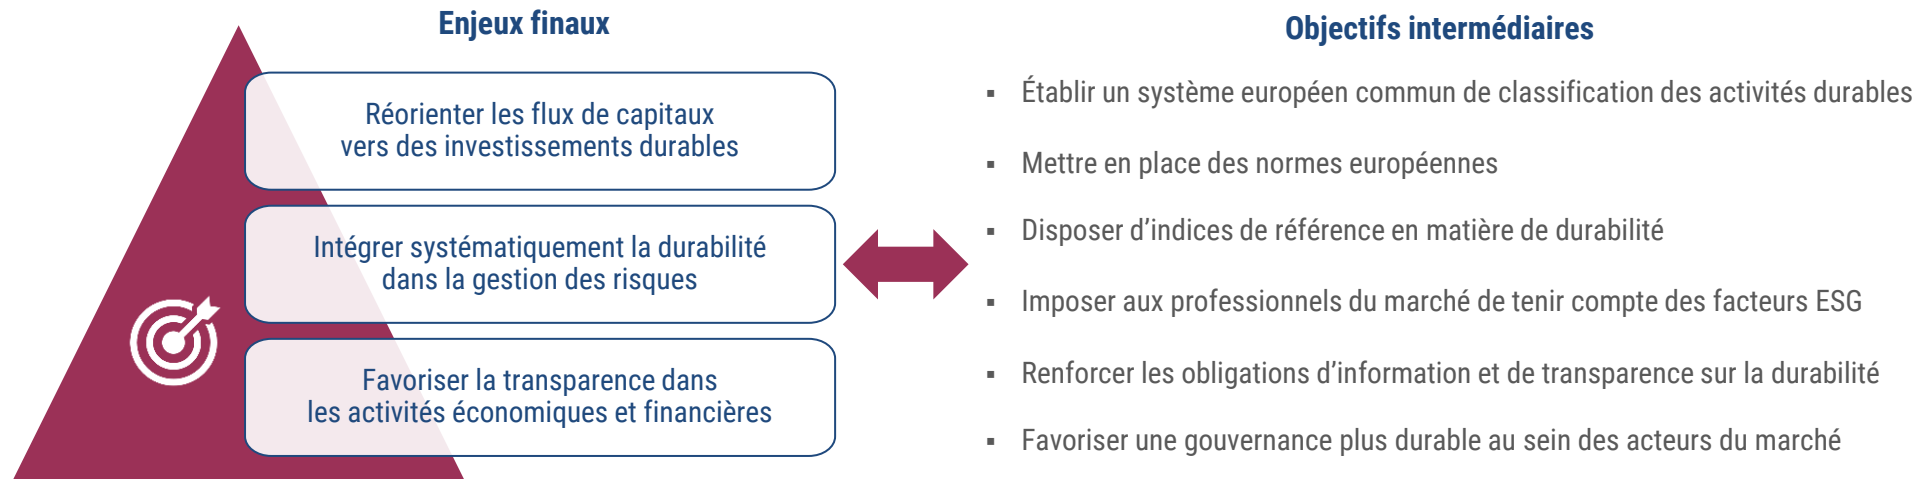 Enjeux finaux
Réorienter les flux de capitaux
vers des investissements durables
Intégrer systématiquement la durabilité
dans la gestion des risques
Favoriser la transparence dans
les activités économiques et financières
Objectifs intermédiaires
▪ Établir un système européen commun de classification des activités durables
▪ Mettre en place des normes européennes
▪ Disposer d’indices de référence en matière de durabilité
▪ Imposer aux professionnels du marché de tenir compte des facteurs ESG
▪ Renforcer les obligations d’information et de transparence sur la durabilité
▪ Favoriser une gouvernance plus durable au sein des acteurs du marché